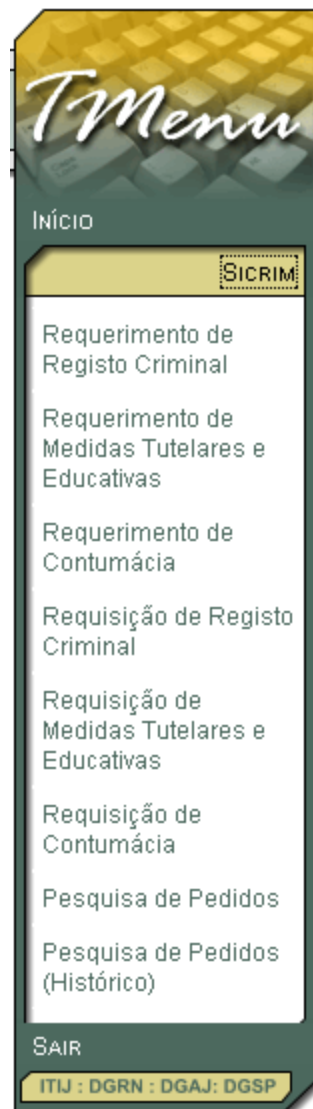 TMenu
INÍCIO
SICRIM
Requerimento de
Registo Criminal
Requerimento de
Medidas Tutelares e
Educativas
Requerimento de
Contumácia
Requisição de Registo
Criminal
Requisição de
Medidas Tutelares e
Educativas
Requisição de
Contumácia
Pesquisa de Pedidos
Pesquisa de Pedidos
(Histórico)
SAIR
ITIJ : DGRN : DGAJ: DGSP